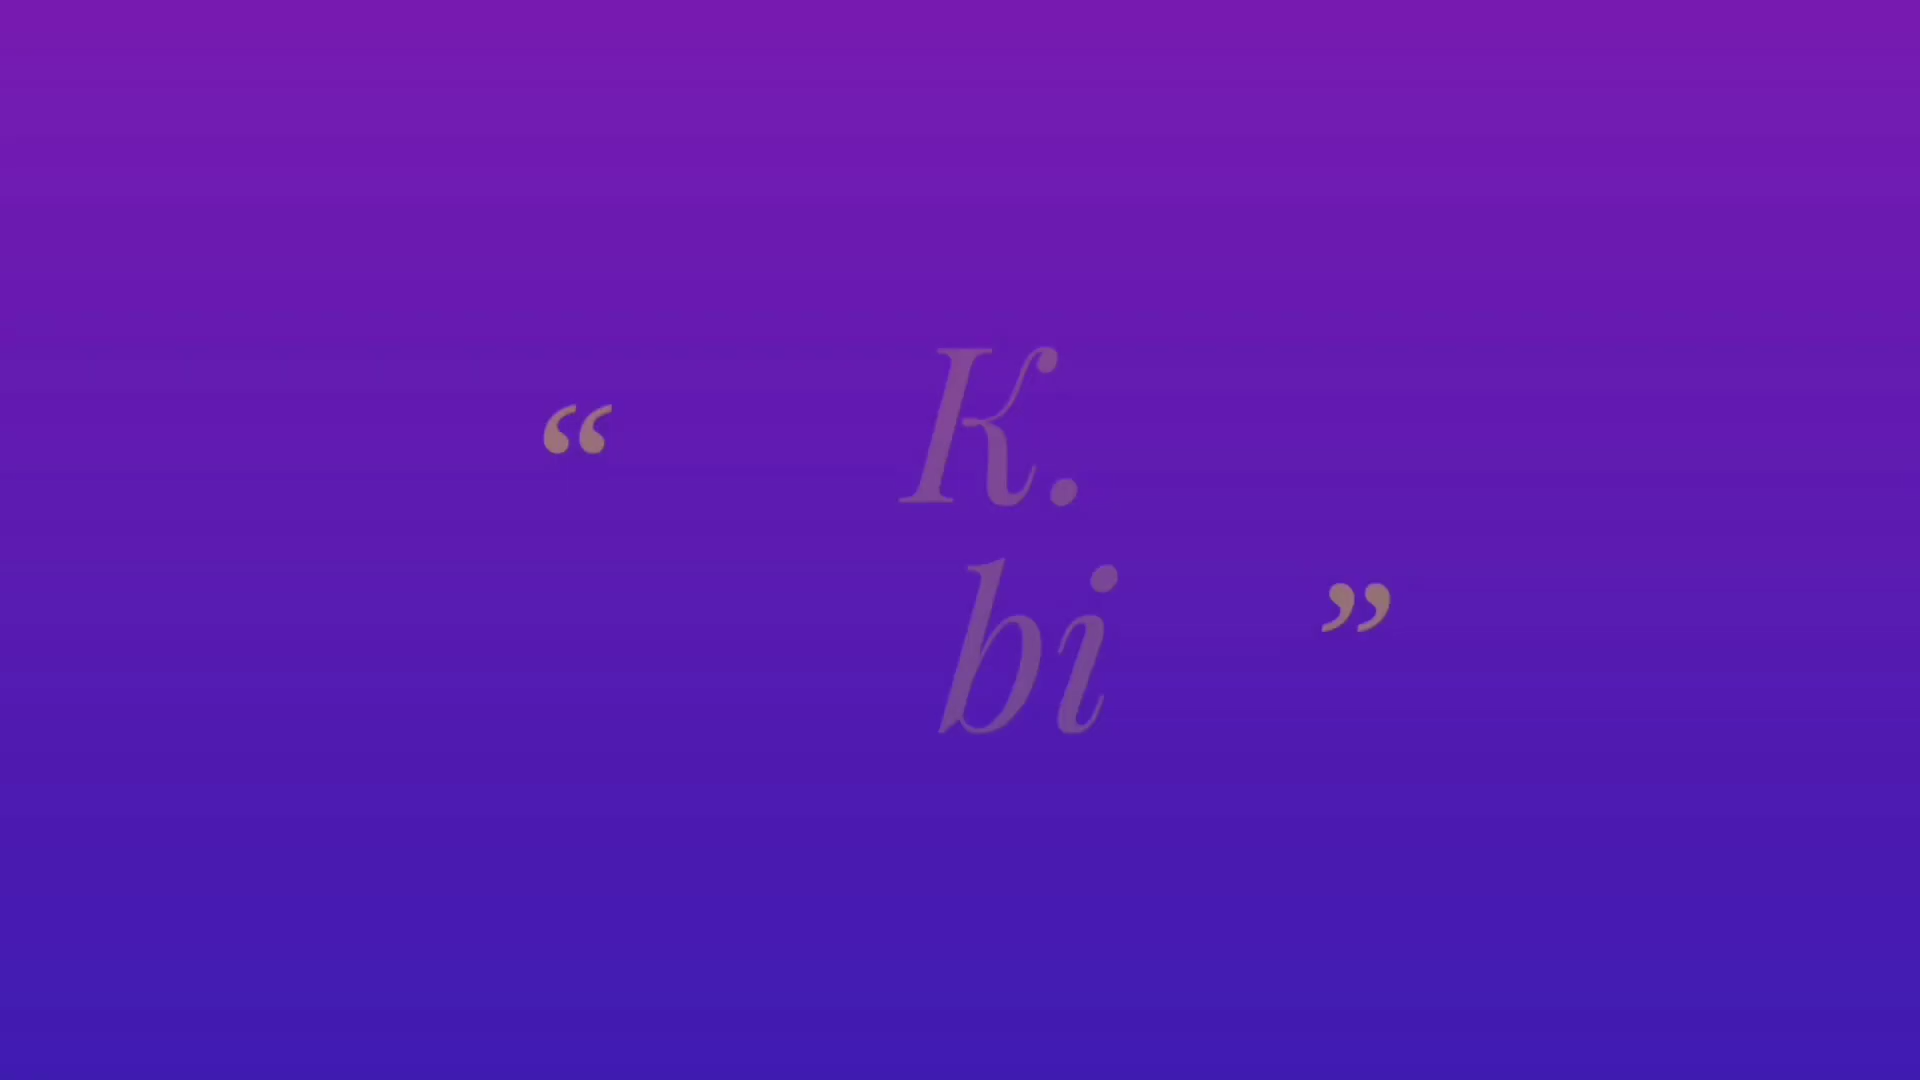 “ K.
bi ”